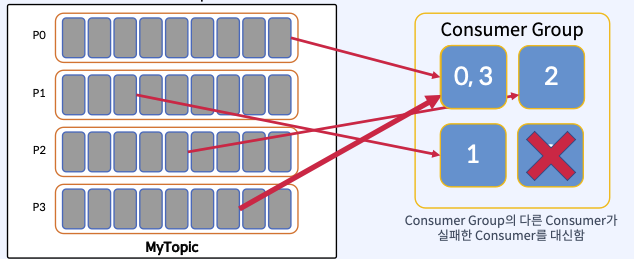 P0
P1
P2
P3
MyTopic
Consumer Group
0, 3
2
1
Consumer Group의 다른 Consumer가
실패한 Consumer를 대신함